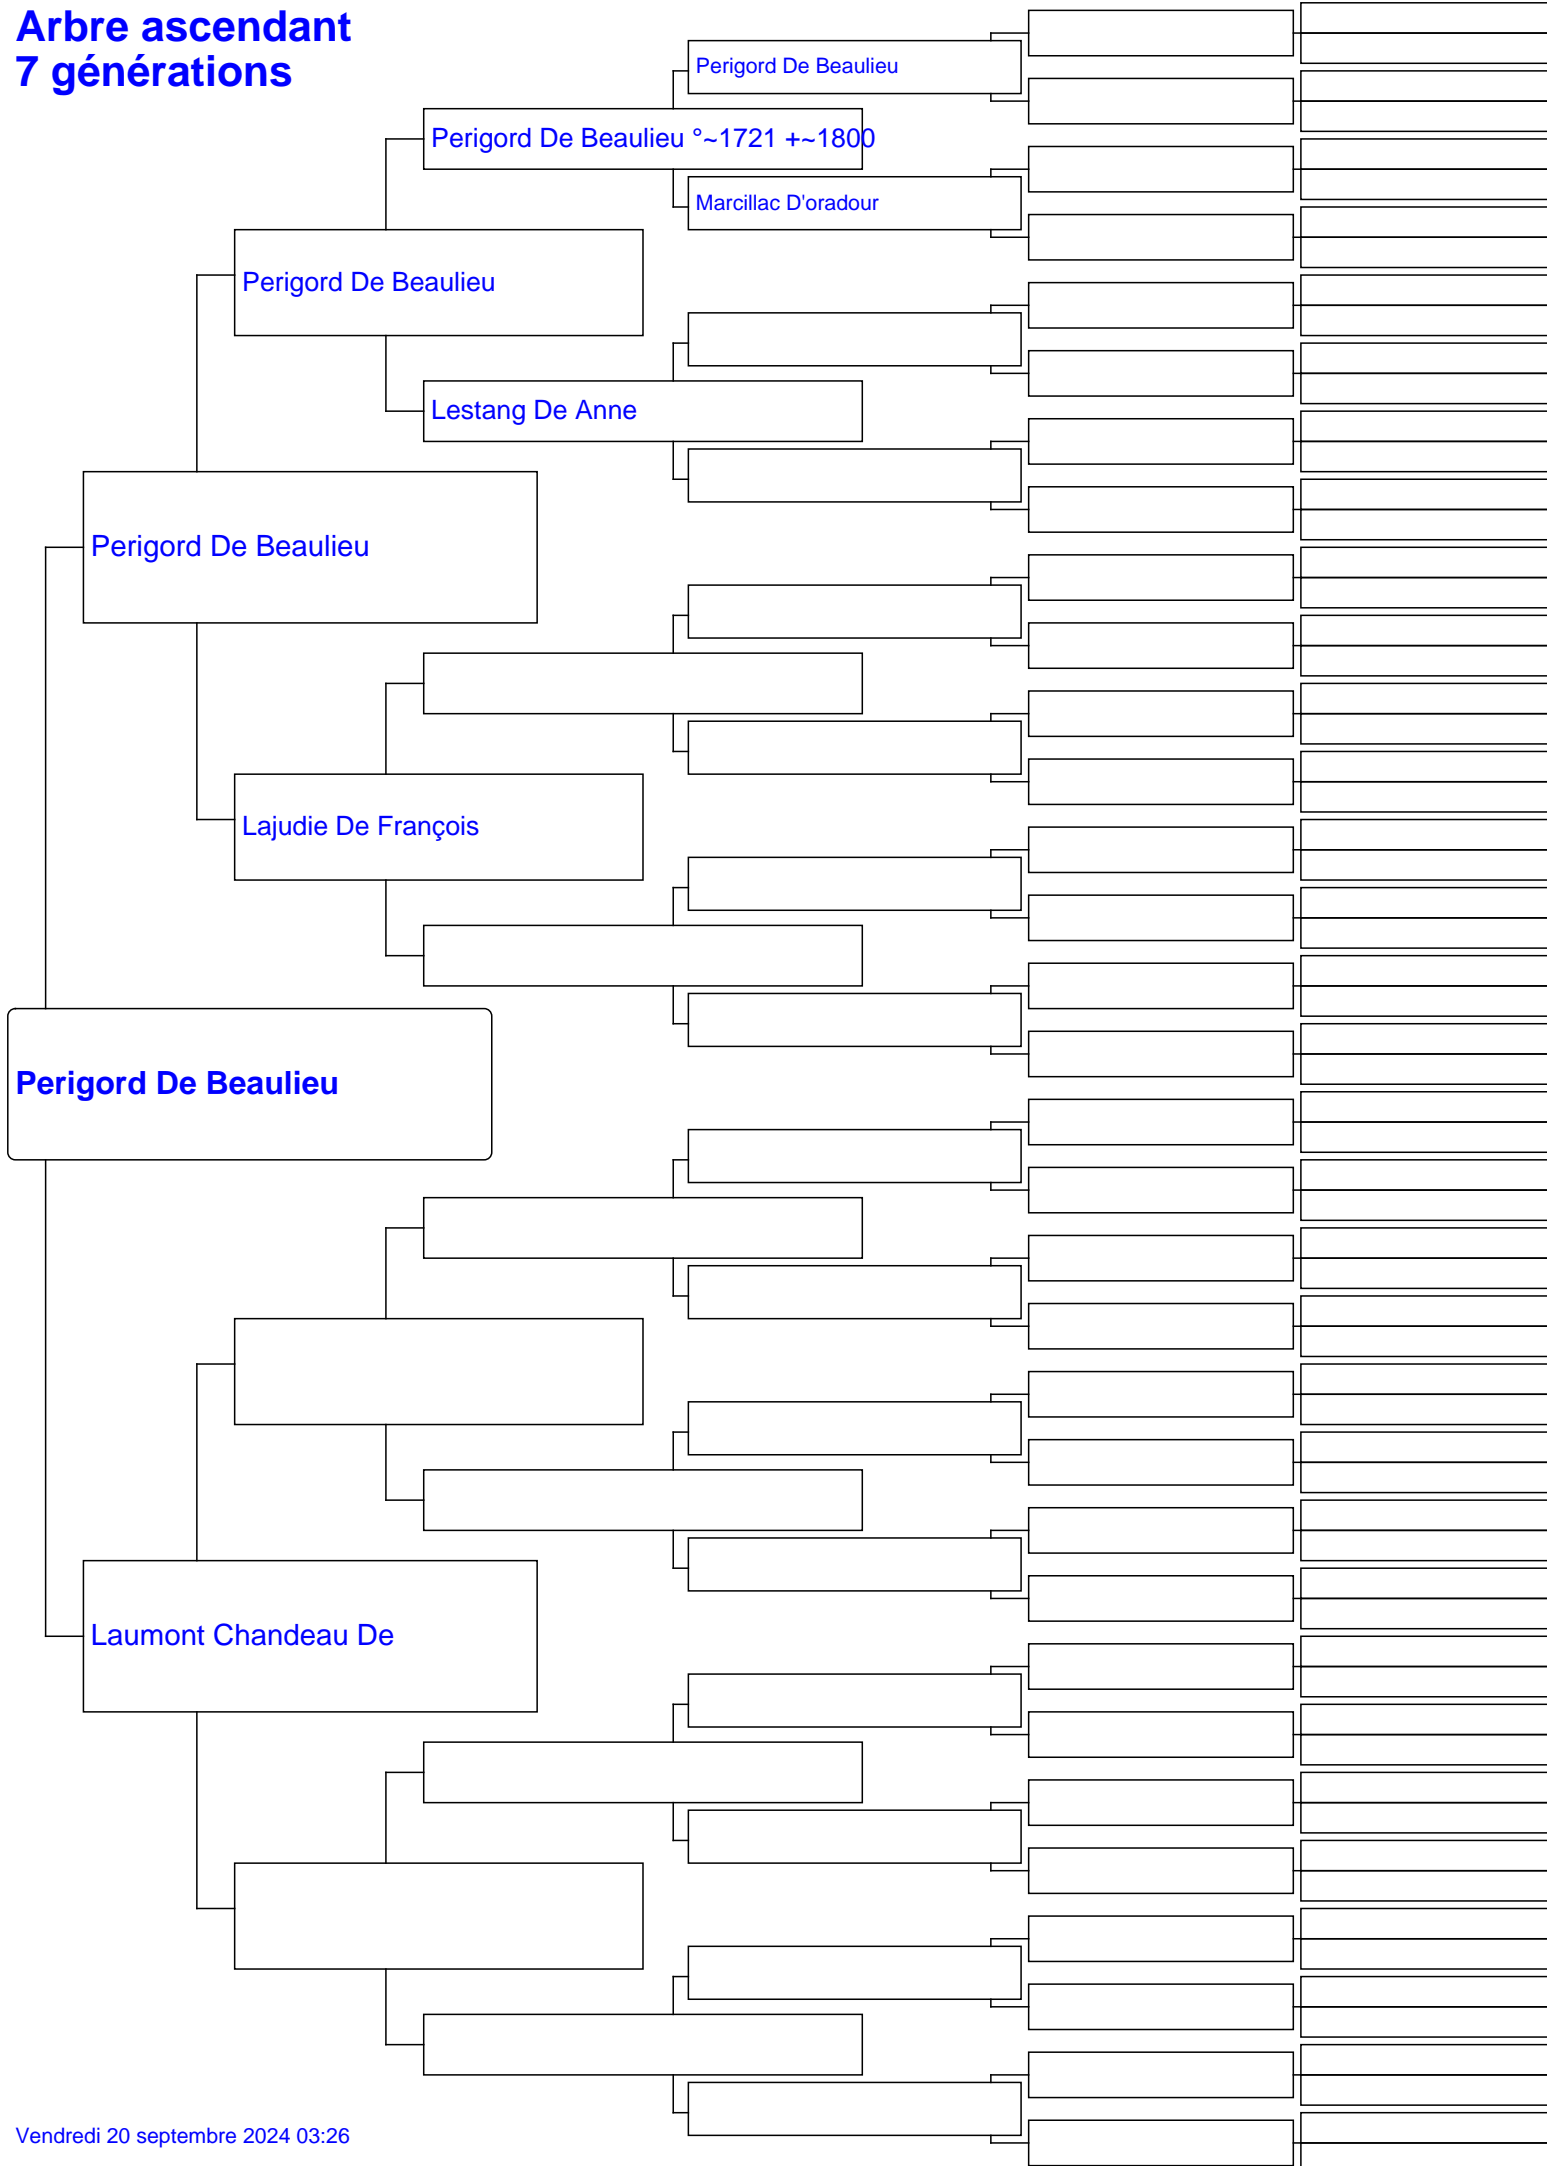 Arbre ascendant
7 générations
Perigord De Beaulieu
Perigord De Beaulieu °~1721 +~1800
Marcillac D'oradour
Perigord De Beaulieu
Lestang De Anne
Perigord De Beaulieu
Lajudie De François
Perigord De Beaulieu
Laumont Chandeau De
Vendredi 20 septembre 2024 03:26